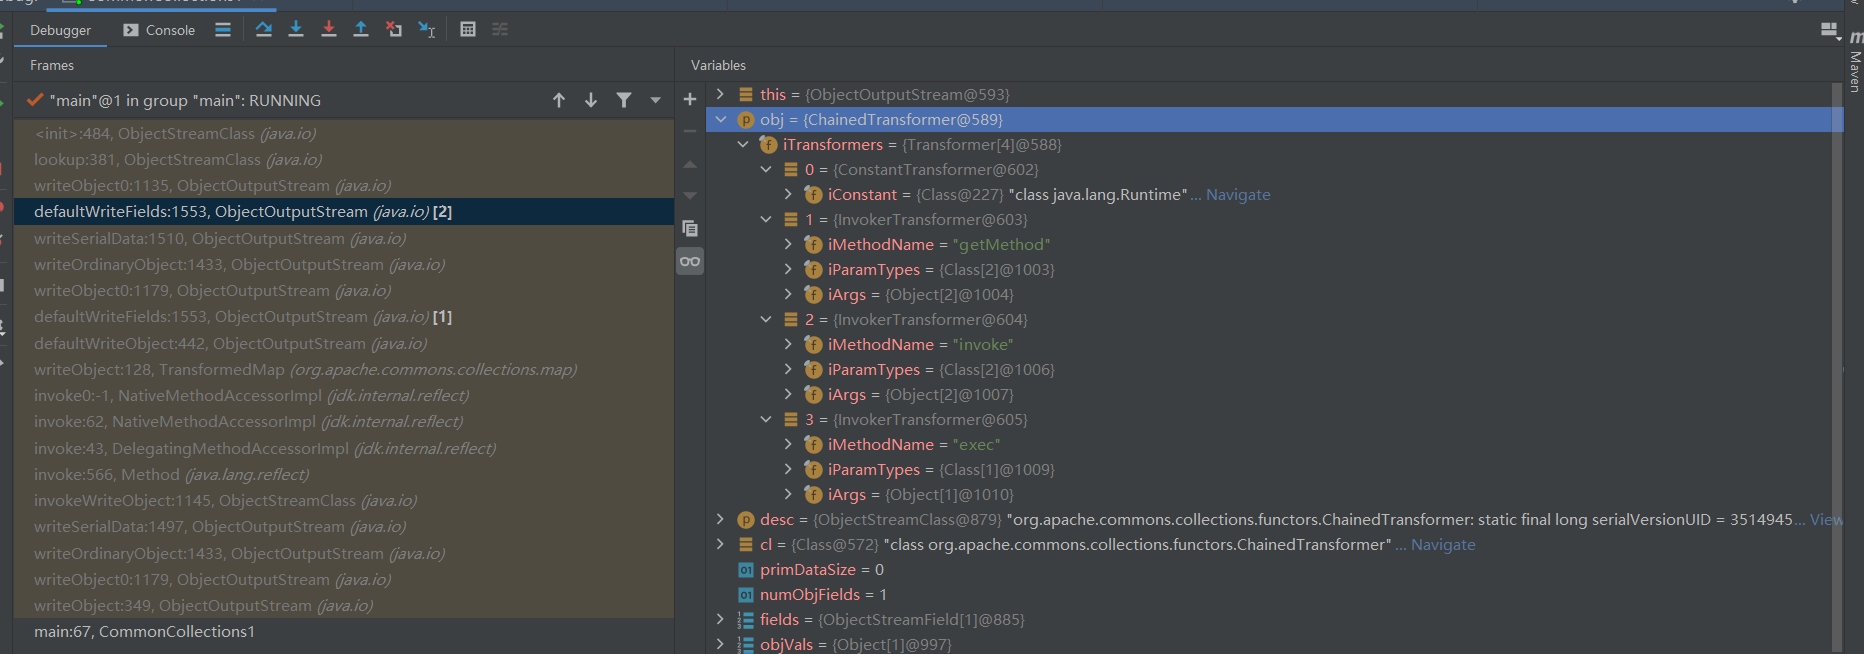 Debugger
Console
Frames
Variables
"main"@1 in group "main": RUNNING
<init>:484, ObjectStreamClass (java.io)
lookup:381, ObjectStreamClass (java.io)
writeObject0:1135, ObjectOutputStream (java.io)
defaultWriteFields:1553, ObjectOutputStream (java.io) [2]
writeSerialData:1510, ObjectOutputStream (java.io)
writeOrdinaryObject:1433, ObjectOutputStream (java.io)
writeObject0:1179, ObjectOutputStream (java.io)
defaultWriteFields:1553, ObjectOutputStream (java.io) [1]
defaultWriteObject:442, ObjectOutputStream (java.io)
writeObject:128, TransformedMap (org.apache.commons.collections.map)
invoke0:-1, NativeMethodAccessorImpl (jdk.internal.reflect)
invoke:62, NativeMethodAccessorImpl (jdk.internal.reflect)
invoke:43, DelegatingMethodAccessorImpl (jdk.internal.reflect)
invoke:566, Method (java.lang.reflect)
invokeWriteObject:1145, ObjectStreamClass (java.io)
writeSerialData:1497, ObjectOutputStream (java.io)
writeOrdinaryObject:1433, ObjectOutputStream (java.io)
writeObject0:1179, ObjectOutputStream (java.io)
writeObject:349, ObjectOutputStream (java.io)
main:67, CommonCollections1
this = {ObjectOutputStream@593}
p obj = {ChainedTransformer@589}
f iTransformers = {Transformer[4]@588}
0 = {ConstantTransformer@602}
f iConstant = {Class@227} "class java.lang.Runtime"... Navigate
1 = {InvokerTransformer@603}
f iMethodName = "getMethod"
f iParamTypes = {Class[2]@1003}
f iArgs = {Object[2]@1004}
2 = {InvokerTransformer@604}
f iMethodName = "invoke"
f iParamTypes = {Class[2]@1006}
f iArgs = {Object[2]@1007}
3 = {InvokerTransformer@605}
f iMethodName = "exec"
f iParamTypes = {Class[1]@1009}
f iArgs = {Object[1]@1010}
p desc = {ObjectStreamClass@879} "org.apache.commons.collections.functors.ChainedTransformer: static final long serialVersionUID = 3514945... View
cl = {Class@572} "class org.apache.commons.collections.functors.ChainedTransformer"... Navigate
01 primDataSize = 0
01 numObjFields = 1
fields = {ObjectStreamField[1]@885}
objVals = {Object[1]@997}
m
Maven